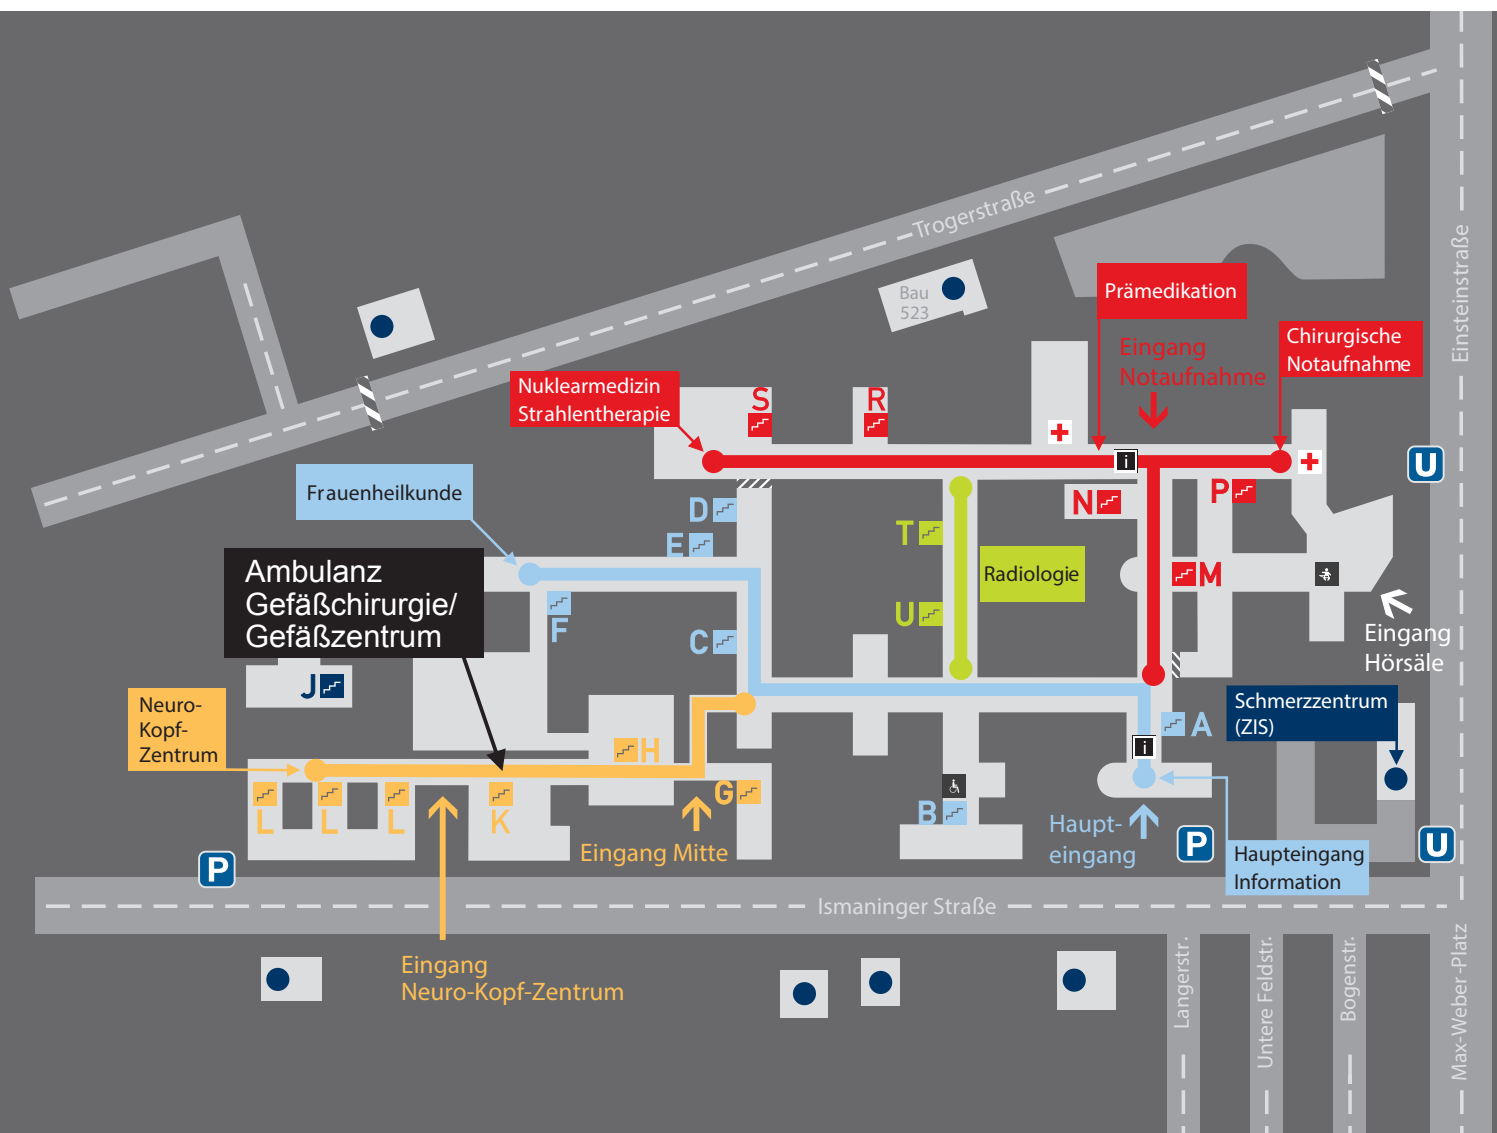 Trogerstraße
Einsteinstraße
Bau
523
Prämedikation
Eingang
Notaufnahme
Chirurgische
Notaufnahme
Nuklearmedizin
Strahlentherapie
S
R
i
U
Frauenheilkunde
D
E
N
P
T
Radiologie
M
Ambulanz
Gefäßchirurgie/
Gefäßzentrum
F
C
U
Eingang
Hörsäle
J
Neuro-
Kopf-
Zentrum
Schmerzzentrum
(ZIS)
A
i
H
G
L
L
L
K
B
Eingang Mitte
Haupt-
eingang
P
P
U
Haupteingang
Information
Ismaninger Straße
Eingang
Neuro-Kopf-Zentrum
Langerstr.
Untere Feldstr.
Bogenstr.
Max-Weber-Platz